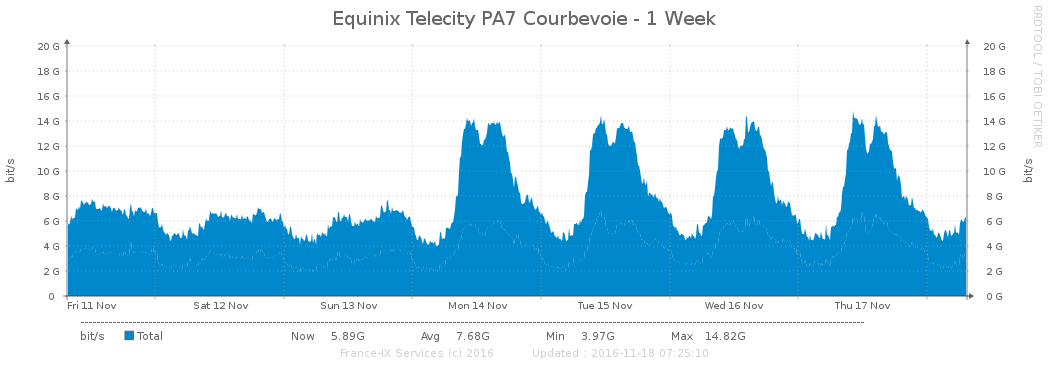 Equinix Telecity PA7 Courbevoie - 1 Week
RRDTOOL / TOBI OETIKER
bit/s
20 G 20 G
18 G 18 G
16 G 16 G
14 G 14 G
12 G 12 G
10 G 10 G
8 G 8 G
6 G 6 G
4 G 4 G
2 G 2 G
0 0 G
bit/s
Fri 11 Nov Sat 12 Nov Sun 13 Nov Mon 14 Nov Tue 15 Nov Wed 16 Nov Thu 17 Nov
bit/s Total Now 5.89G Avg 7.68G Min 3.97G Max 14.82G
France-IX Services (c) 2016 Updated : 2016-11-18 07:25:10